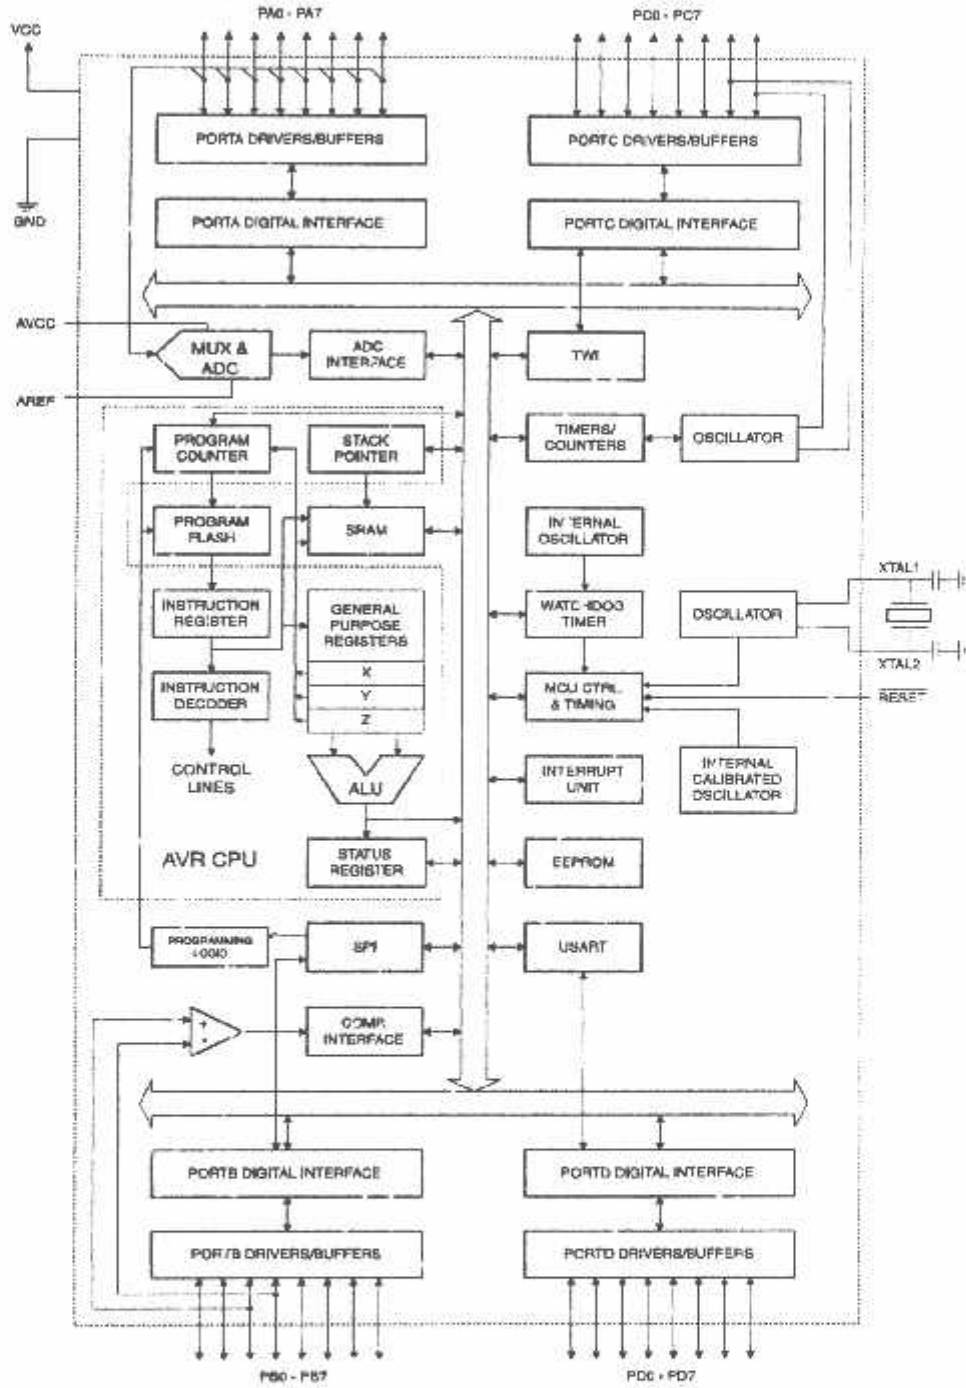 PA0 - PA7
PC0 - PC7
VCC
PORTA DRIVERS/BUFFERS
PORTC DRIVERS/BUFFERS
GND
PORTA DIGITAL INTERFACE
PORTC DIGITAL INTERFACE
AVCC
MUX &
ADC
ADC
INTERFACE
TWI
AREF
PROGRAM
COUNTER
STACK
POINTER
TIMERS/
COUNTERS
OSCILLATOR
PROGRAM
FLASH
SRAM
INTERNAL
OSCILLATOR
XTAL1
INSTRUCTION
REGISTER
GENERAL
PURPOSE
REGISTERS
WATCHDOG
TIMER
OSCILLATOR
X
XTAL2
INSTRUCTION
DECODER
Y
MCU CTRL
& TIMING
RESET
Z
CONTROL
LINES
ALU
INTERRUPT
UNIT
INTERNAL
CALIBRATED
OSCILLATOR
AVR CPU
STATUS
REGISTER
EEPROM
PROGRAMMING
LOGIC
SPI
USART
+
-
COMP.
INTERFACE
PORTB DIGITAL INTERFACE
PORTD DIGITAL INTERFACE
PORTB DRIVERS/BUFFERS
PORTD DRIVERS/BUFFERS
PB0 - PB7
PD0 - PD7